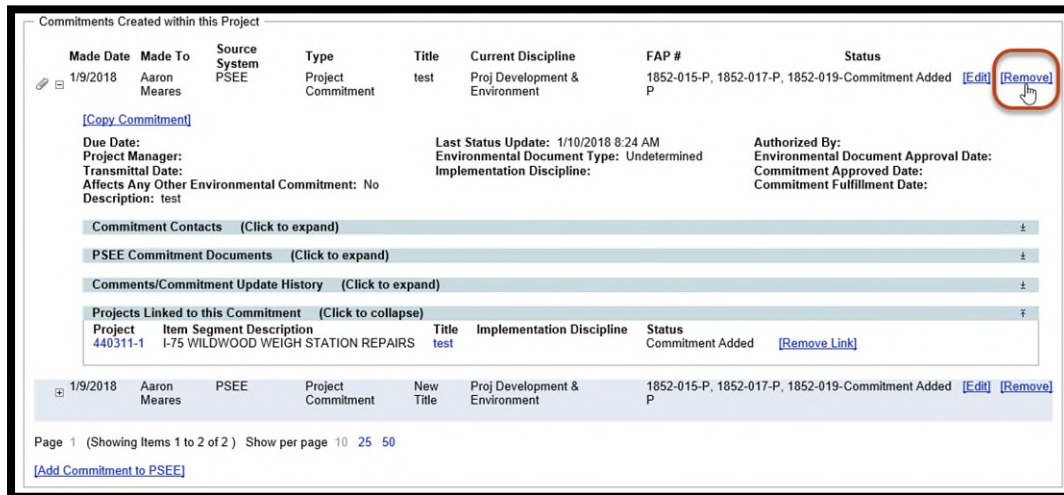 Commitments Created within this Project
Made Date Made To Source System Type Title Current Discipline FAP # Status
1/9/2018 Aaron Meares PSEE Project Commitment test Proj Development & Environment 1852-015-P, 1852-017-P, 1852-019-P Commitment Added [Edit] [Remove]
[Copy Commitment]
Due Date: Last Status Update: 1/10/2018 8:24 AM Authorized By:
Project Manager: Environmental Document Type: Undetermined Environmental Document Approval Date:
Transmittal Date: Implementation Discipline: Commitment Approved Date:
Affects Any Other Environmental Commitment: No Commitment Fulfillment Date:
Description: test
Commitment Contacts (Click to expand)
PSEE Commitment Documents (Click to expand)
Comments/Commitment Update History (Click to expand)
Projects Linked to this Commitment (Click to collapse)
Project Item Segment Description Title Implementation Discipline Status
440311-1 I-75 WILDWOOD WEIGH STATION REPAIRS test Commitment Added [Remove Link]
1/9/2018 Aaron Meares PSEE Project Commitment New Title Proj Development & Environment 1852-015-P, 1852-017-P, 1852-019-P Commitment Added [Edit] [Remove]
Page 1 (Showing Items 1 to 2 of 2 ) Show per page 10 25 50
[Add Commitment to PSEE]